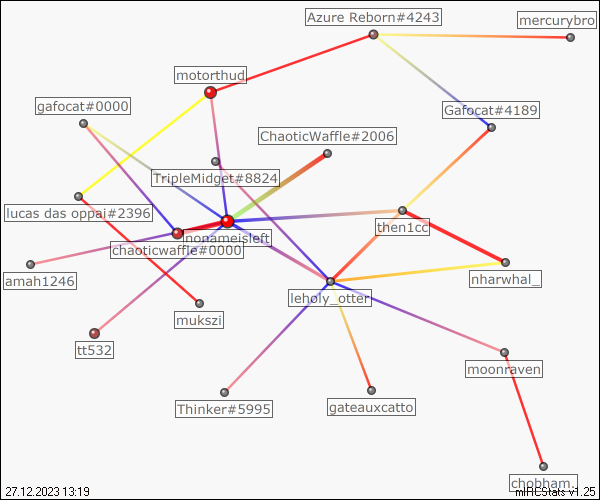 Azure Reborn#4243
mercurybro
motorthud
gafocat#0000
Gafocat#4189
ChaoticWaffle#2006
TripleMidget#8824
lucas das oppai#2396
then1cc
nonameisleft
chaoticwaffle#0000
amah1246
nharwhal_
leholy_otter
mukszi
tt532
moonraven
Thinker#5995
gateauxcatto
chobham.
27.12.2023 13:19
mIRCStats v1.25